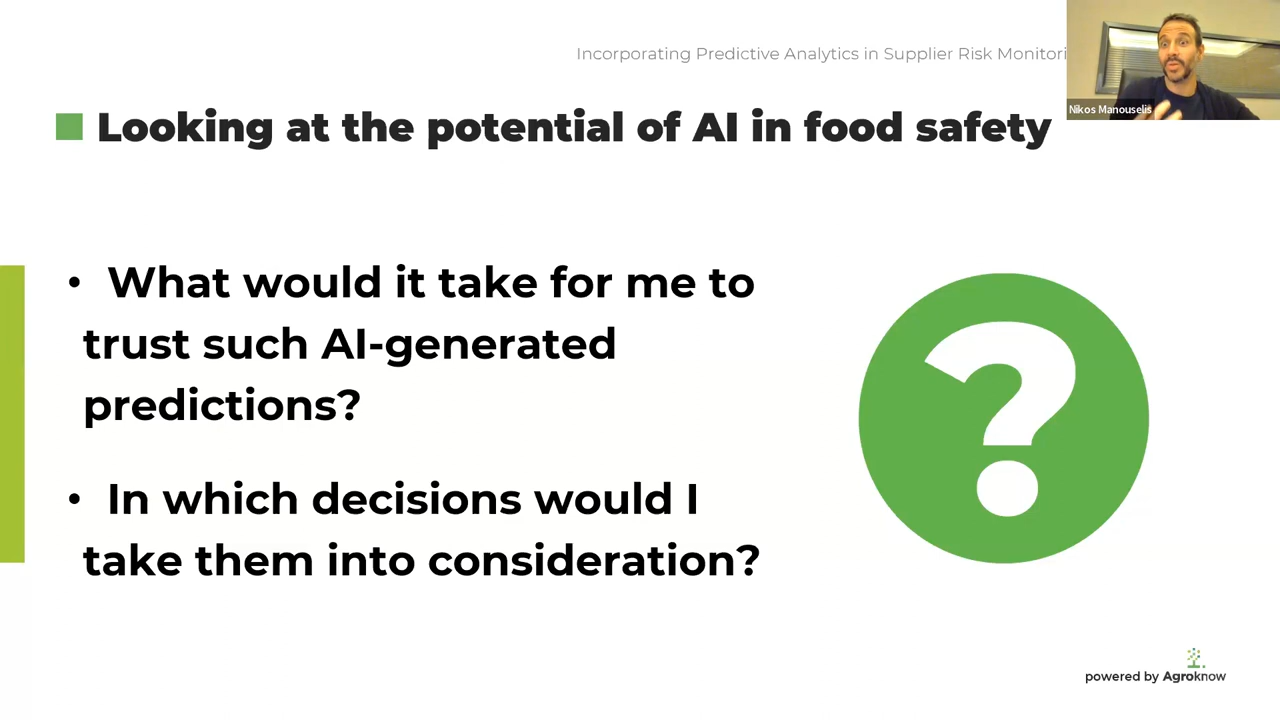 Incorporating Predictive Analytics in Supplier Risk Monitori
Nikos Manouselis
Looking at the potential of AI in food safety
• What would it take for me to
trust such AI-generated
predictions?
• In which decisions would I
take them into consideration?
?
powered by Agroknow